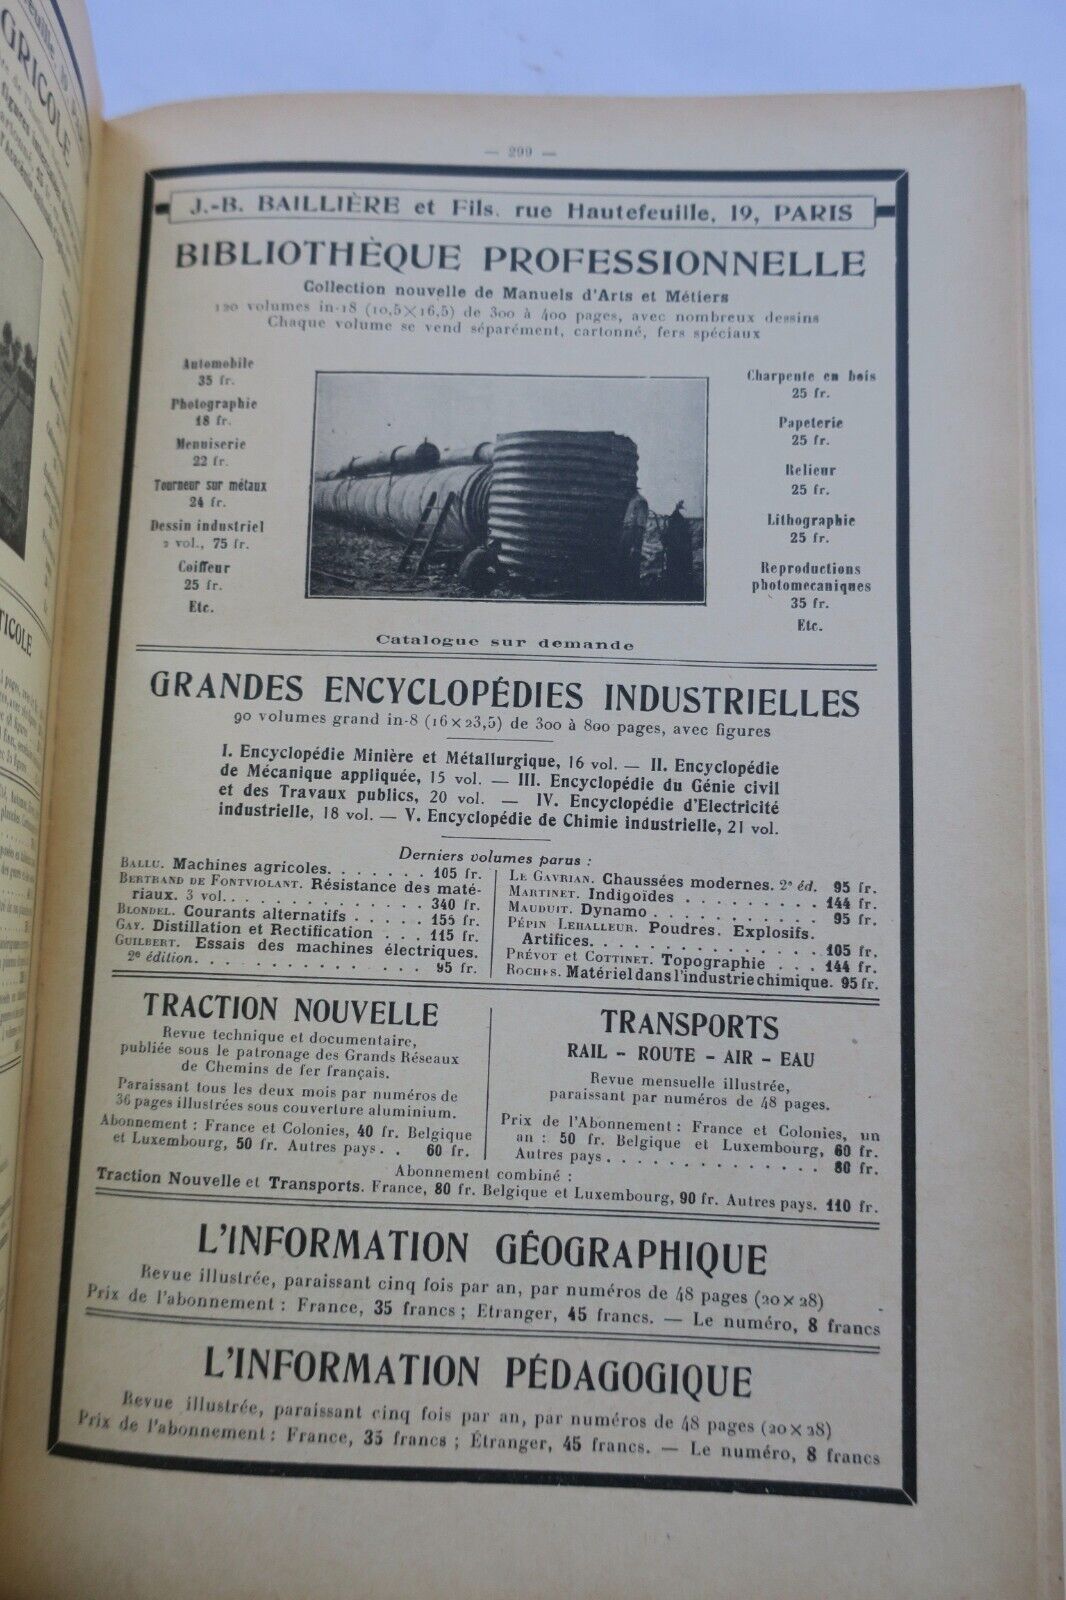 GRICOLE
TICOLE
— 299 —
J.-B. BAILLIÈRE et Fils, rue Hautefeuille, 19, PARIS
BIBLIOTHÈQUE PROFESSIONNELLE
Collection nouvelle de Manuels d'Arts et Métiers
120 volumes in-18 (10,5×16,5) de 300 à 400 pages, avec nombreux dessins
Chaque volume se vend séparément, cartonné, fers spéciaux
Automobile
35 fr.
Photographie
18 fr.
Menuiserie
22 fr.
Tourneur sur métaux
24 fr.
Dessin industriel
2 vol., 75 fr.
Coiffeur
25 fr.
Etc.
Charpente en bois
25 fr.
Papeterie
25 fr.
Relieur
25 fr.
Lithographie
25 fr.
Reproductions
photomecaniques
35 fr.
Etc.
Catalogue sur demande
GRANDES ENCYCLOPÉDIES INDUSTRIELLES
90 volumes grand in-8 (16×23,5) de 300 à 800 pages, avec figures
I. Encyclopédie Minière et Métallurgique, 16 vol. — II. Encyclopédie
de Mécanique appliquée, 15 vol. — III. Encyclopédie du Génie civil
et des Travaux publics, 20 vol. — IV. Encyclopédie d'Electricité
industrielle, 18 vol. — V. Encyclopédie de Chimie industrielle, 21 vol.
Derniers volumes parus :
BALLU. Machines agricoles. . . . . . . 105 fr.
BERTRAND DE FONTVIOLANT. Résistance des maté-
riaux. 3 vol. . . . . . . . . . . . . 340 fr.
BLONDEL. Courants alternatifs . . . . . 155 fr.
GAY. Distillation et Rectification . . . 115 fr.
GUILBERT. Essais des machines électriques.
2e édition. . . . . . . . . . . . . . 95 fr.
LE GAVRIAN. Chaussées modernes. 2e éd. 95 fr.
MARTINET. Indigoïdes . . . . . . . . . 144 fr.
MAUDUIT. Dynamo . . . . . . . . . . . 95 fr.
PÉPIN LEHALLEUR. Poudres. Explosifs.
Artifices. . . . . . . . . . . . . . 105 fr.
PRÉVOT et COTTINET. Topographie . . . 144 fr.
ROCHES. Matériel dans l'industrie chimique. 95 fr.
TRACTION NOUVELLE
Revue technique et documentaire,
publiée sous le patronage des Grands Réseaux
de Chemins de fer français.
Paraissant tous les deux mois par numéros de
36 pages illustrées sous couverture aluminium.
Abonnement : France et Colonies, 40 fr. Belgique
et Luxembourg, 50 fr. Autres pays. . 60 fr.
TRANSPORTS
RAIL - ROUTE - AIR - EAU
Revue mensuelle illustrée,
paraissant par numéros de 48 pages.
Prix de l'Abonnement : France et Colonies, un
an : 50 fr. Belgique et Luxembourg, 60 fr.
Autres pays . . . . . . . . . . . . . . 80 fr.
Abonnement combiné :
Traction Nouvelle et Transports. France, 80 fr. Belgique et Luxembourg, 90 fr. Autres pays. 110 fr.
L'INFORMATION GÉOGRAPHIQUE
Revue illustrée, paraissant cinq fois par an, par numéros de 48 pages (20×28)
Prix de l'abonnement : France, 35 francs ; Etranger, 45 francs. — Le numéro, 8 francs
L'INFORMATION PÉDAGOGIQUE
Revue illustrée, paraissant cinq fois par an, par numéros de 48 pages (20×28)
Prix de l'abonnement : France, 35 francs ; Étranger, 45 francs. — Le numéro, 8 francs